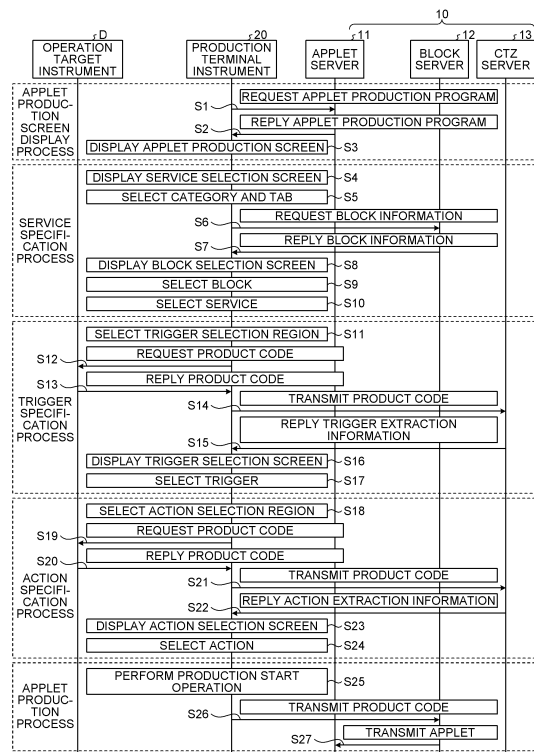 10
D
20
11
12
13
OPERATION
TARGET
INSTRUMENT
PRODUCTION
TERMINAL
INSTRUMENT
APPLET
SERVER
BLOCK
SERVER
CTZ
SERVER
APPLET
PRODUC-
TION
SCREEN
DISPLAY
PROCESS
REQUEST APPLET PRODUCTION PROGRAM
S1
REPLY APPLET PRODUCTION PROGRAM
S2
DISPLAY APPLET PRODUCTION SCREEN
S3
SERVICE
SPECIFI-
CATION
PROCESS
DISPLAY SERVICE SELECTION SCREEN
S4
SELECT CATEGORY AND TAB
S5
REQUEST BLOCK INFORMATION
S6
REPLY BLOCK INFORMATION
S7
DISPLAY BLOCK SELECTION SCREEN
S8
SELECT BLOCK
S9
SELECT SERVICE
S10
TRIGGER
SPECIFI-
CATION
PROCESS
SELECT TRIGGER SELECTION REGION
S11
REQUEST PRODUCT CODE
S12
REPLY PRODUCT CODE
S13
TRANSMIT PRODUCT CODE
S14
REPLY TRIGGER EXTRACTION
INFORMATION
S15
DISPLAY TRIGGER SELECTION SCREEN
S16
SELECT TRIGGER
S17
ACTION
SPECIFI-
CATION
PROCESS
SELECT ACTION SELECTION REGION
S18
REQUEST PRODUCT CODE
S19
REPLY PRODUCT CODE
S20
TRANSMIT PRODUCT CODE
S21
REPLY ACTION EXTRACTION INFORMATION
S22
DISPLAY ACTION SELECTION SCREEN
S23
SELECT ACTION
S24
APPLET
PRODUC-
TION
PROCESS
PERFORM PRODUCTION START
OPERATION
S25
TRANSMIT PRODUCT CODE
S26
TRANSMIT APPLET
S27